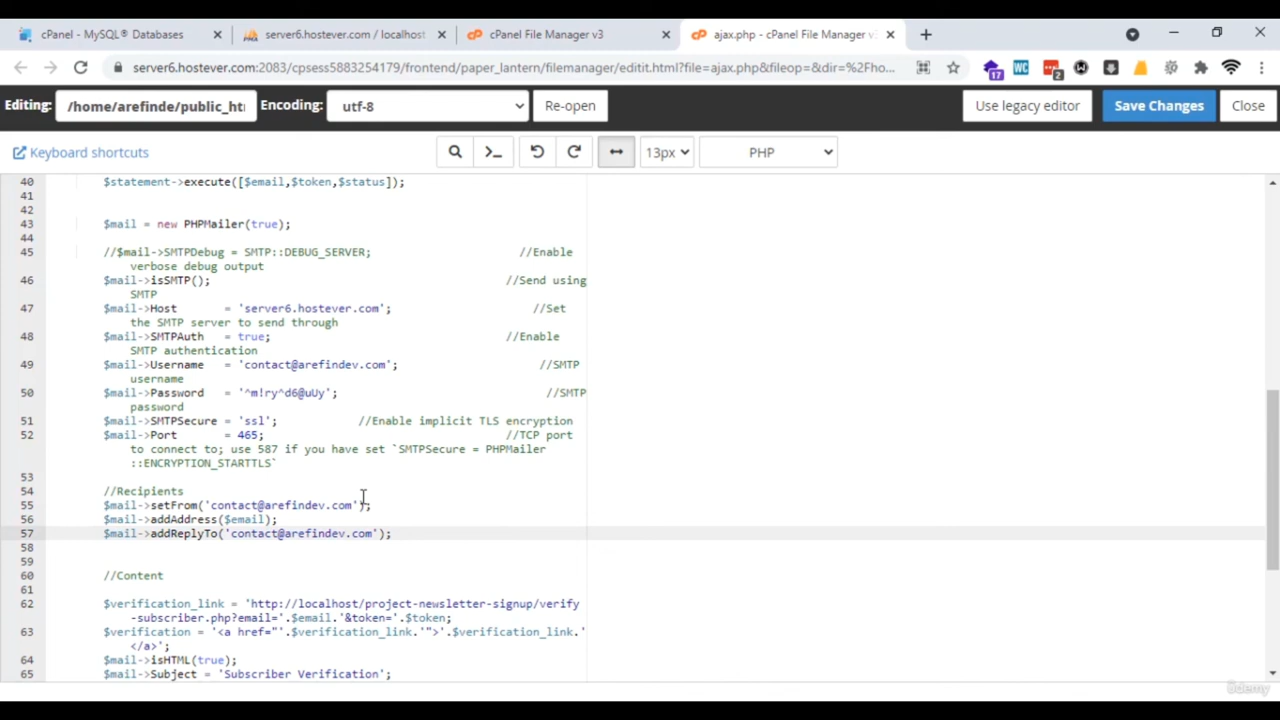 cPanel - MySQL® Databases
server6.hostever.com / localhost
cPanel File Manager v3
ajax.php - cPanel File Manager v
server6.hostever.com:2083/cpsess5883254179/frontend/paper_lantern/filemanager/editit.html?file=ajax.php&fileop=&dir=%2Fho...
17
WC
2
Editing: /home/arefinde/public_ht Encoding: utf-8 Re-open Use legacy editor Save Changes Close
Keyboard shortcuts 13px PHP
40 $statement->execute([$email,$token,$status]);
41
42
43 $mail = new PHPMailer(true);
44
45 //$mail->SMTPDebug = SMTP::DEBUG_SERVER; //Enable
verbose debug output
46 $mail->isSMTP(); //Send using
SMTP
47 $mail->Host = 'server6.hostever.com'; //Set
the SMTP server to send through
48 $mail->SMTPAuth = true; //Enable
SMTP authentication
49 $mail->Username = 'contact@arefindev.com'; //SMTP
username
50 $mail->Password = '^m!ry^d6@uUy'; //SMTP
password
51 $mail->SMTPSecure = 'ssl'; //Enable implicit TLS encryption
52 $mail->Port = 465; //TCP port
to connect to; use 587 if you have set `SMTPSecure = PHPMailer
::ENCRYPTION_STARTTLS`
53
54 //Recipients
55 $mail->setFrom('contact@arefindev.com');
56 $mail->addAddress($email);
57 $mail->addReplyTo('contact@arefindev.com');
58
59
60 //Content
61
62 $verification_link = 'http://localhost/project-newsletter-signup/verify
-subscriber.php?email='.$email.'&token='.$token;
63 $verification = '<a href="'.$verification_link.'">'.$verification_link.'
</a>';
64 $mail->isHTML(true);
65 $mail->Subject = 'Subscriber Verification';
ûdemy